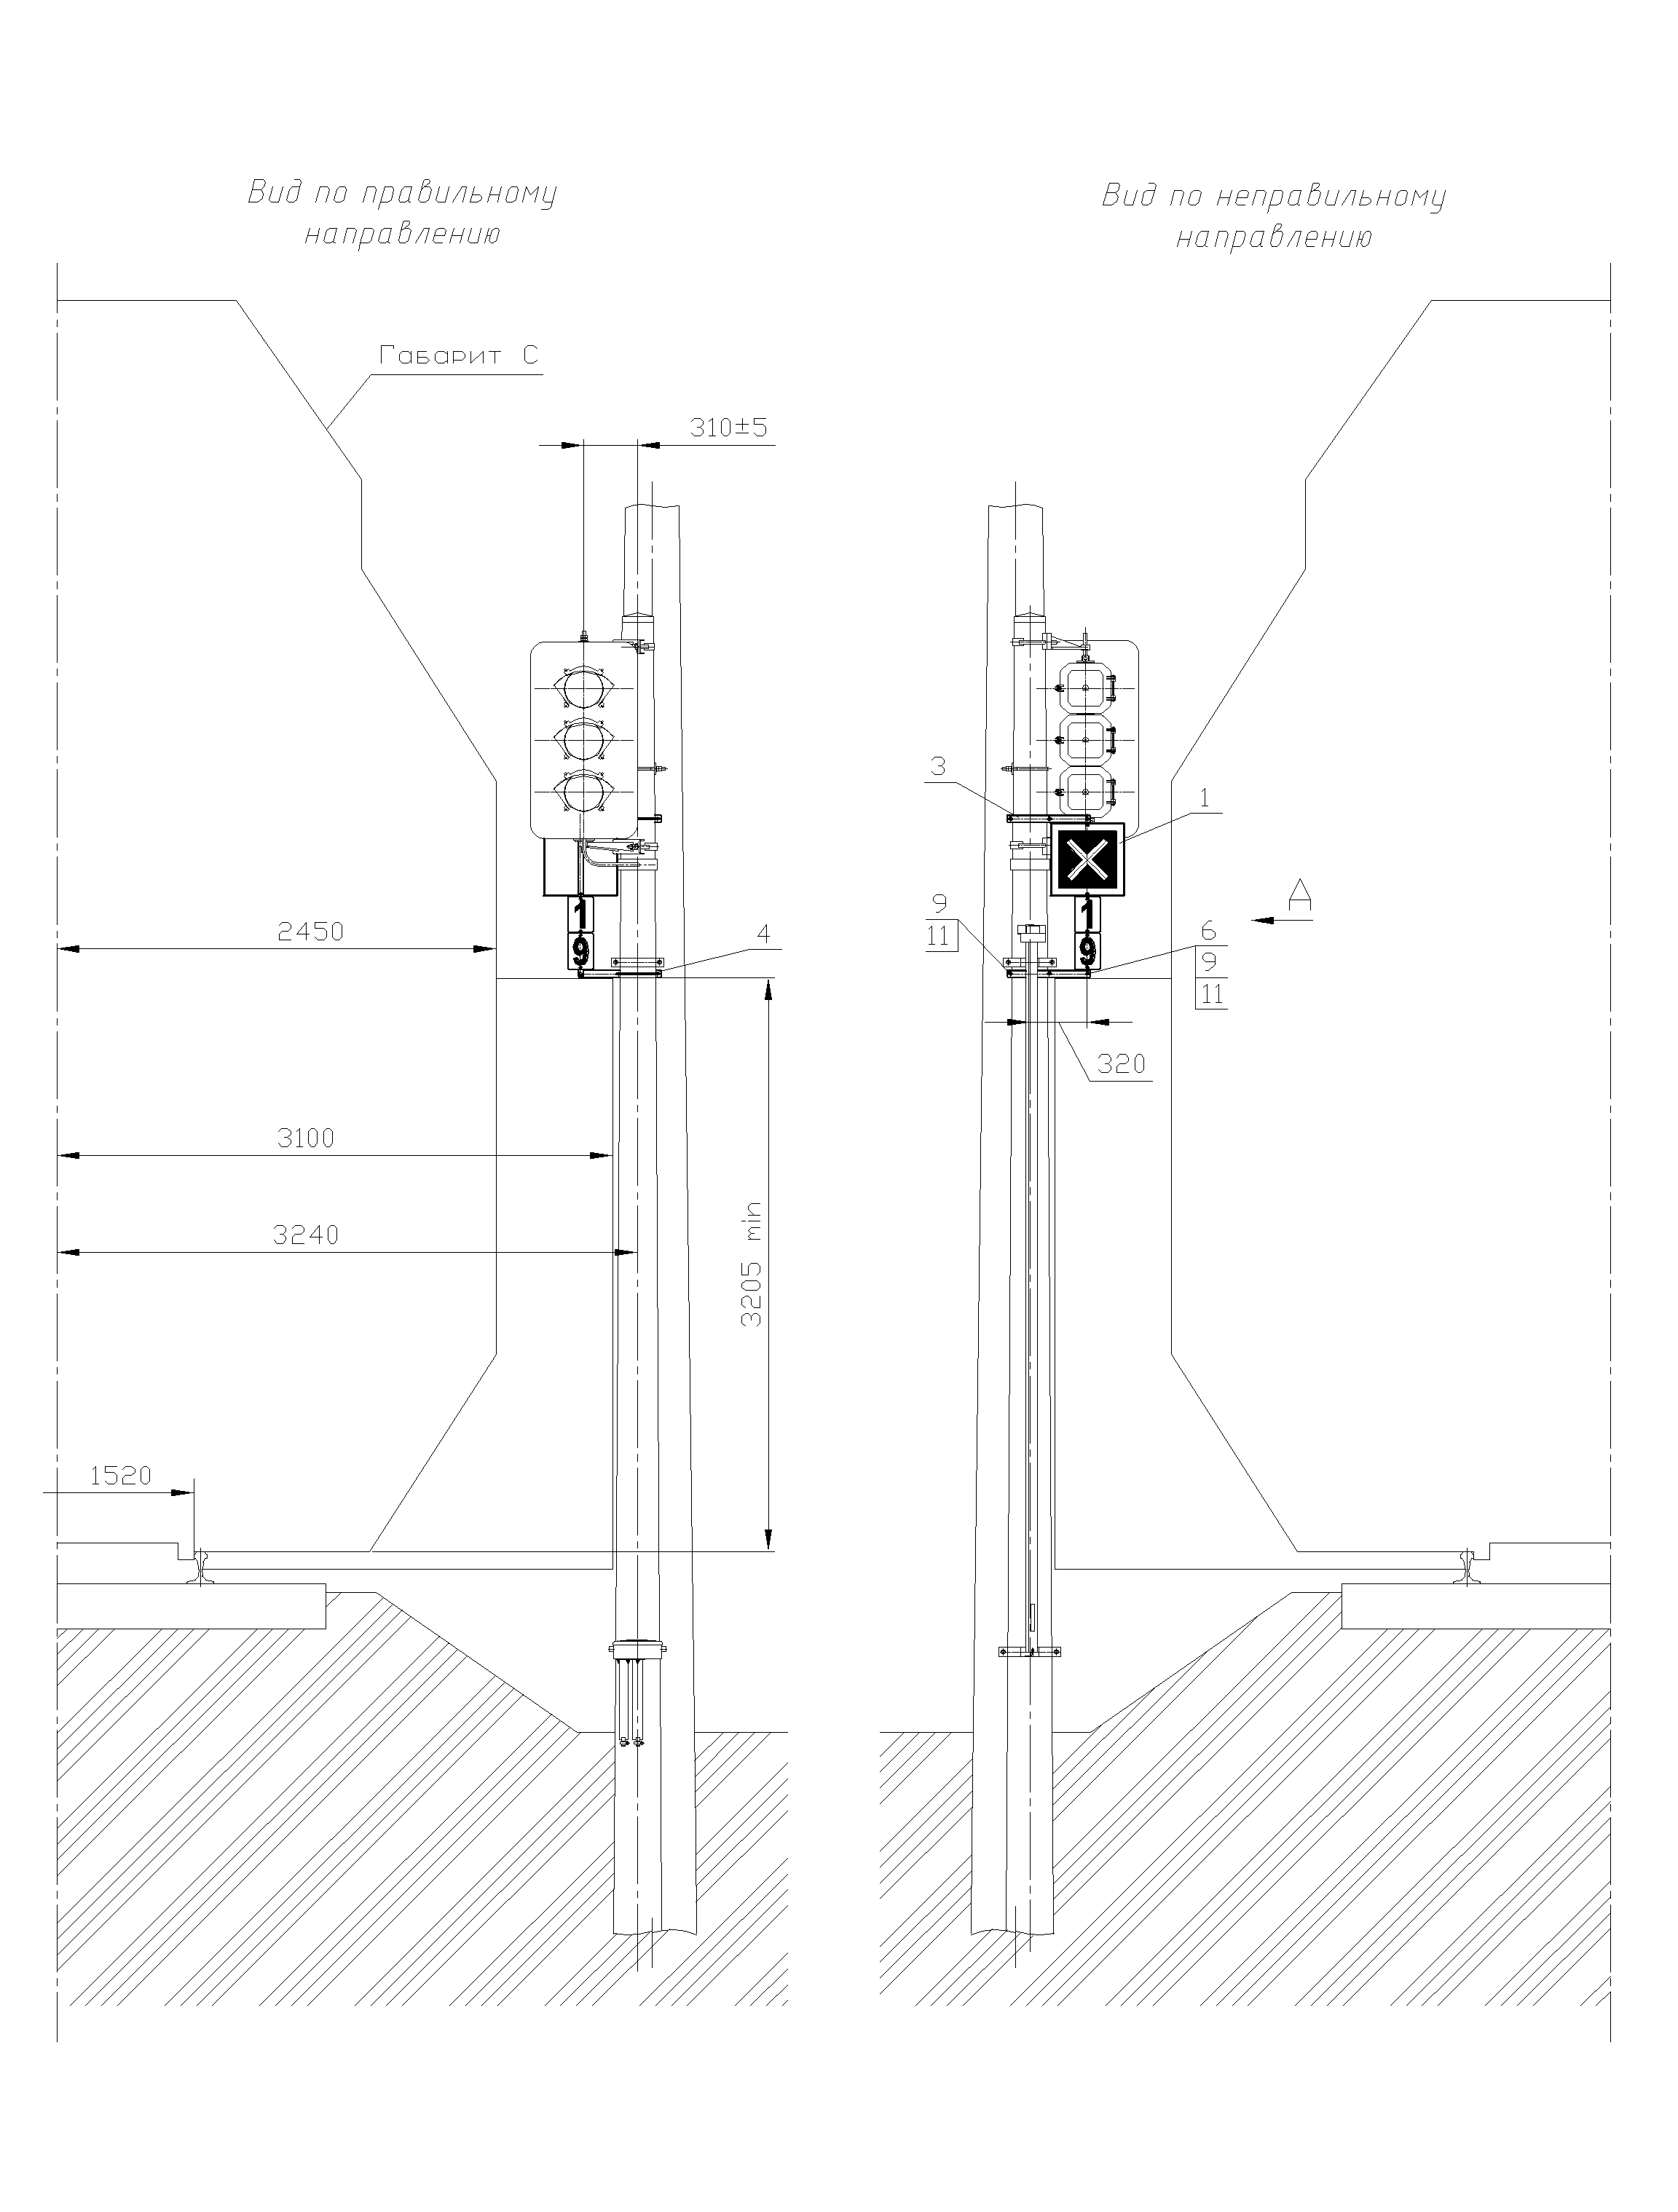 Вид по правильному
направлению
Вид по неправильному
направлению
Габарит С
310±5
3
1
1
9
1
9
А
2450
4
9
11
6
9
11
320
3100
3240
3205 min
1520